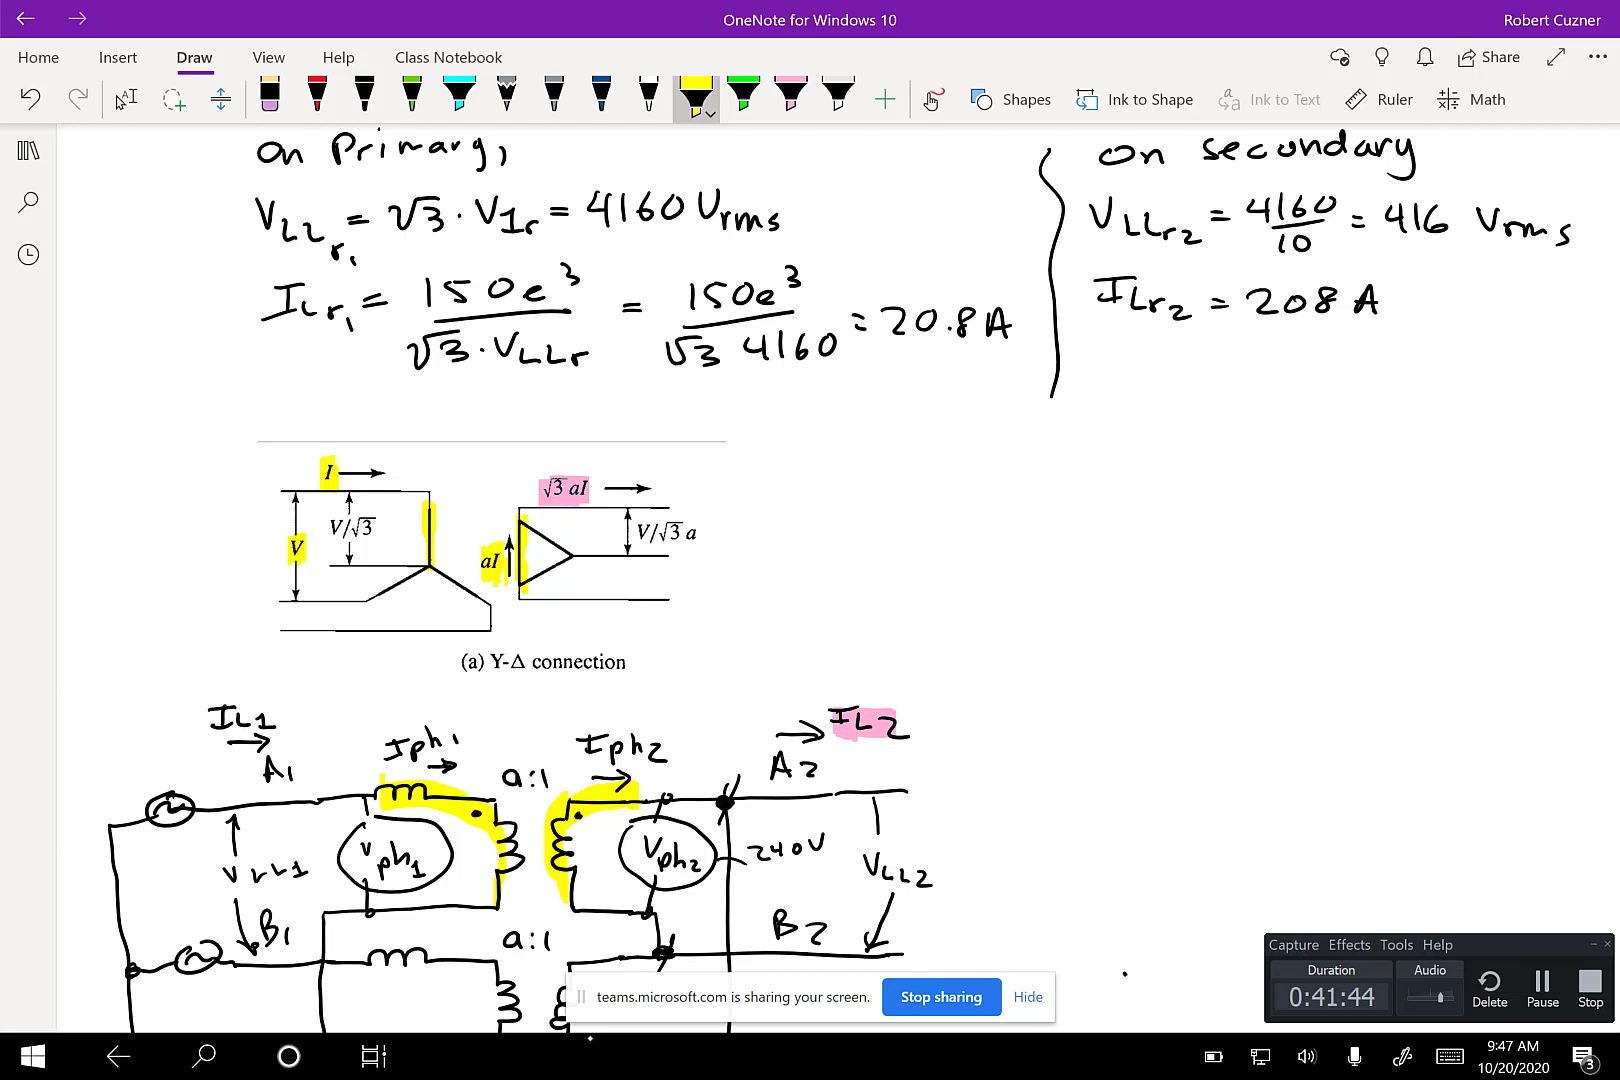 OneNote for Windows 10
Robert Cuzner
Home Insert Draw View Help Class Notebook
Share
Shapes Ink to Shape Ink to Text Ruler Math
On Primary,
VLLr1 = √3 · V1r = 4160 Vrms
ILr1 = 150e³ / √3 · VLLr = 150e³ / √3 4160 = 20.8 A
on secondary
VLLr2 = 4160 / 10 = 416 Vrms
ILr2 = 208 A
I
V
V/√3
√3 aI
V/√3 a
aI
(a) Y-Δ connection
IL1
Iph1
Iph2
IL2
A1
a:1
A2
Vph1
Vph2
240V
VLL1
VLL2
B1
a:1
B2
teams.microsoft.com is sharing your screen. Stop sharing Hide
Capture Effects Tools Help
Duration Audio
0:41:44
Delete Pause Stop
9:47 AM
10/20/2020
3